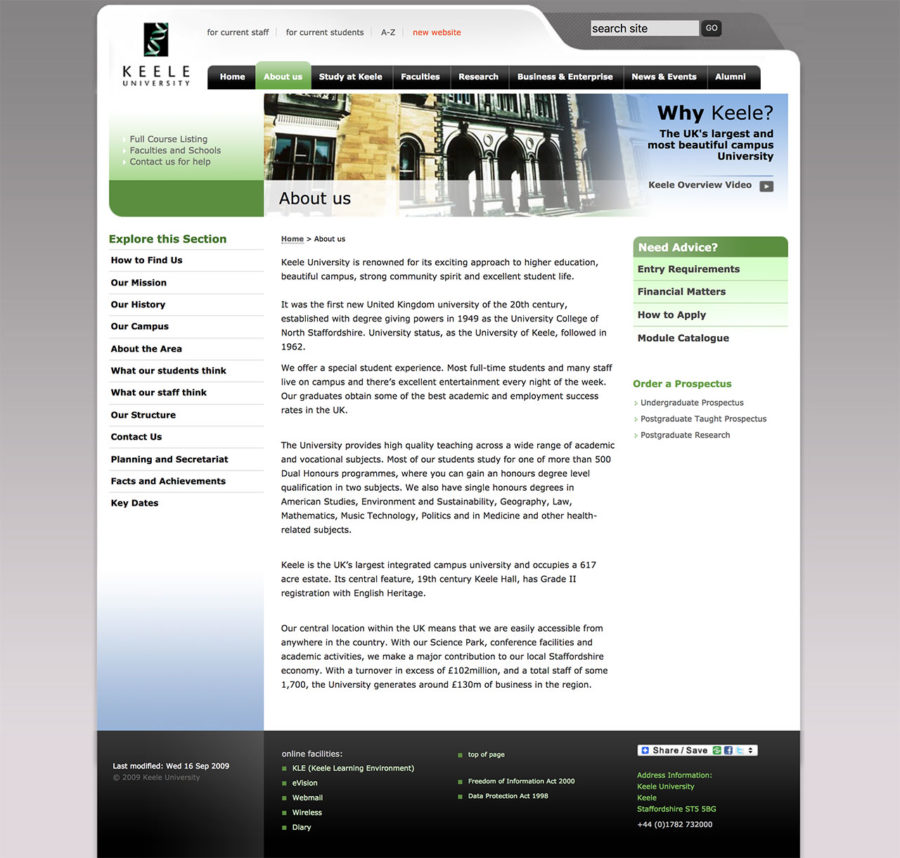 for current staff
for current students
A-Z
new website
search site
GO
KEELE
UNIVERSITY
Home
About us
Study at Keele
Faculties
Research
Business & Enterprise
News & Events
Alumni
Full Course Listing
Faculties and Schools
Contact us for help
Why Keele?
The UK's largest and
most beautiful campus
University
Keele Overview Video
About us
Explore this Section
How to Find Us
Our Mission
Our History
Our Campus
About the Area
What our students think
What our staff think
Our Structure
Contact Us
Planning and Secretariat
Facts and Achievements
Key Dates
Home > About us
Keele University is renowned for its exciting approach to higher education,
beautiful campus, strong community spirit and excellent student life.
It was the first new United Kingdom university of the 20th century,
established with degree giving powers in 1949 as the University College of
North Staffordshire. University status, as the University of Keele, followed in
1962.
We offer a special student experience. Most full-time students and many staff
live on campus and there's excellent entertainment every night of the week.
Our graduates obtain some of the best academic and employment success
rates in the UK.
The University provides high quality teaching across a wide range of academic
and vocational subjects. Most of our students study for one of more than 500
Dual Honours programmes, where you can gain an honours degree level
qualification in two subjects. We also have single honours degrees in
American Studies, Environment and Sustainability, Geography, Law,
Mathematics, Music Technology, Politics and in Medicine and other health-
related subjects.
Keele is the UK's largest integrated campus university and occupies a 617
acre estate. Its central feature, 19th century Keele Hall, has Grade II
registration with English Heritage.
Our central location within the UK means that we are easily accessible from
anywhere in the country. With our Science Park, conference facilities and
academic activities, we make a major contribution to our local Staffordshire
economy. With a turnover in excess of £102million, and a total staff of some
1,700, the University generates around £130m of business in the region.
Need Advice?
Entry Requirements
Financial Matters
How to Apply
Module Catalogue
Order a Prospectus
Undergraduate Prospectus
Postgraduate Taught Prospectus
Postgraduate Research
Last modified: Wed 16 Sep 2009
© 2009 Keele University
online facilities:
KLE (Keele Learning Environment)
eVision
Webmail
Wireless
Diary
top of page
Freedom of Information Act 2000
Data Protection Act 1998
Share / Save
Address Information:
Keele University
Keele
Staffordshire ST5 5BG
+44 (0)1782 732000